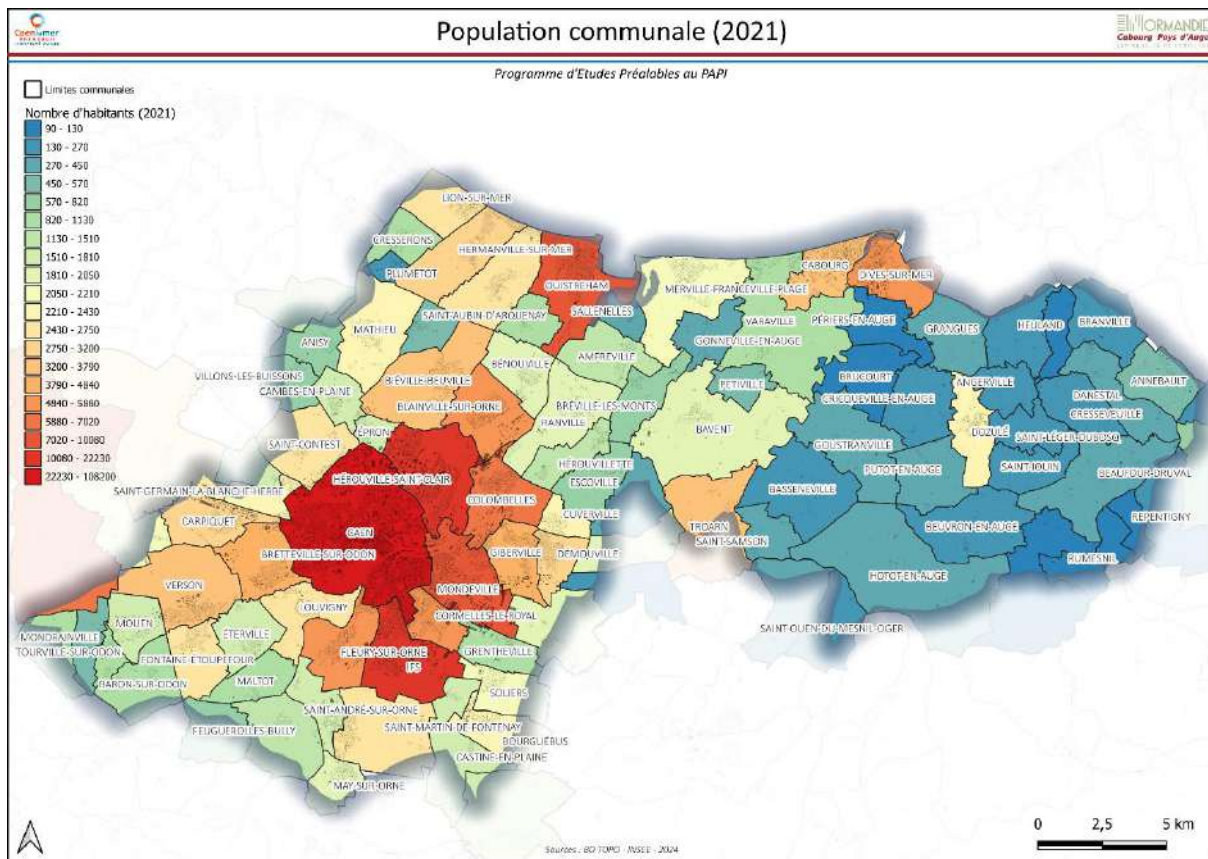 Population communale (2021)
Caen la mer
NORMANDIE
Cabourg Pays d'Auge
Programme d'Etudes Préalables au PAPI
Limites communales
Nombre d'habitants (2021)
90 - 130
130 - 270
270 - 450
450 - 570
570 - 820
820 - 1130
1130 - 1510
1510 - 1810
1810 - 2050
2050 - 2210
2210 - 2430
2430 - 2750
2750 - 3200
3200 - 3790
3790 - 4840
4840 - 5880
5880 - 7020
7020 - 10080
10080 - 22230
22230 - 108200
LION-SUR-MER
CRESSERONS
HERMANVILLE-SUR-MER
PLUMETOT
OUISTREHAM
CABOURG
DIVES-SUR-MER
MERVILLE-FRANCEVILLE-PLAGE
SAINT-AUBIN-D'ARQUENAY
SALLENELLES
MATHIEU
VARAVILLE
PÉRIERS-EN-AUGE
GRANGUES
HEULAND
BRANVILLE
ANISY
GONNEVILLE-EN-AUGE
BÉNOUVILLE
AMFREVILLE
VILLONS-LES-BUISSONS
BIÉVILLE-BEUVILLE
PETIVILLE
BRUCOURT
ANGERVILLE
ANNEBAULT
CAMBES-EN-PLAINE
CRICQUEVILLE-EN-AUGE
DANESTAL
BLAINVILLE-SUR-ORNE
BRÉVILLE-LES-MONTS
CRESSEVEUILLE
RANVILLE
BAVENT
ÉPRON
DOZULÉ
SAINT-LÉGER-DUBOSQ
SAINT-CONTEST
GOUSTRANVILLE
HÉROUVILLETTE
PUTOT-EN-AUGE
SAINT-JOUIN
BEUFOUR-DRUVAL
HÉROUVILLE-SAINT-CLAIR
ESCOVILLE
SAINT-GERMAIN-LA-BLANCHE-HERBE
BASSENEVILLE
COLOMBELLES
CUVERVILLE
REPENTIGNY
CARPIQUET
TROARN
BEUVRON-EN-AUGE
CAEN
SAINT-SAMSON
BRETTEVILLE-SUR-ODON
GIBERVILLE
DEMOUVILLE
RUMESNIL
HOTOT-EN-AUGE
VERSON
MONDEVILLE
LOUVIGNY
CORMELLES-LE-ROYAL
MOUEN
SAINT-OUEN-DU-MESNIL-OGER
ÉTERVILLE
MONDRAINVILLE
TOURVILLE-SUR-ODON
FLEURY-SUR-ORNE
GRENTHEVILLE
FONTAINE-ÉTOUPEFOUR
IFS
MALTOT
BARON-SUR-ODON
SOLIERS
SAINT-ANDRÉ-SUR-ORNE
FEUGUEROLLES-BULLY
SAINT-MARTIN-DE-FONTENAY
BOURGUÉBUS
CASTINE-EN-PLAINE
MAY-SUR-ORNE
0 2,5 5 km
Sources : BD TOPO - INSEE - 2024